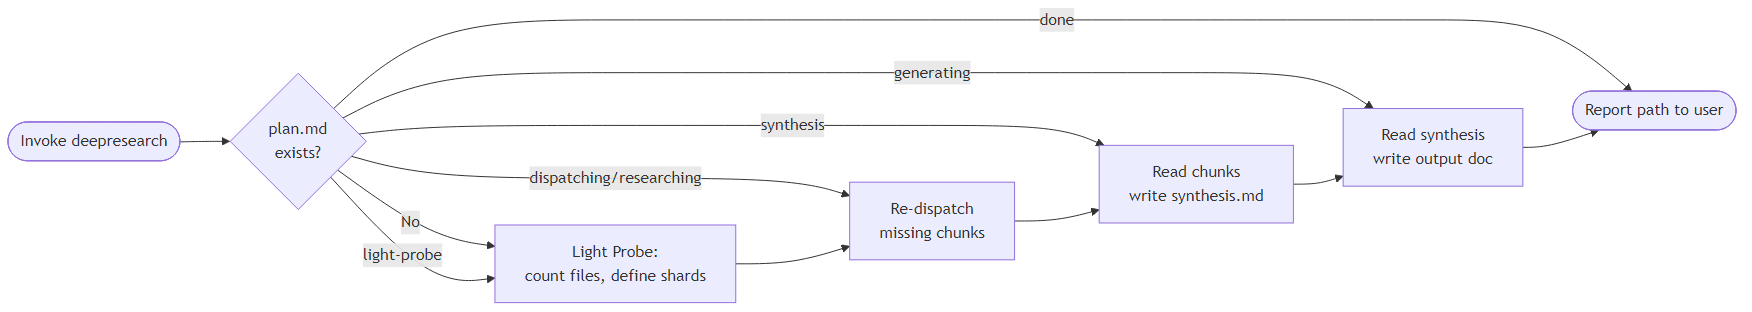 done
generating
synthesis
dispatching/researching
No
light-probe
Invoke deepresearch
plan.md
exists?
Light Probe:
count files, define shards
Re-dispatch
missing chunks
Read chunks
write synthesis.md
Read synthesis
write output doc
Report path to user